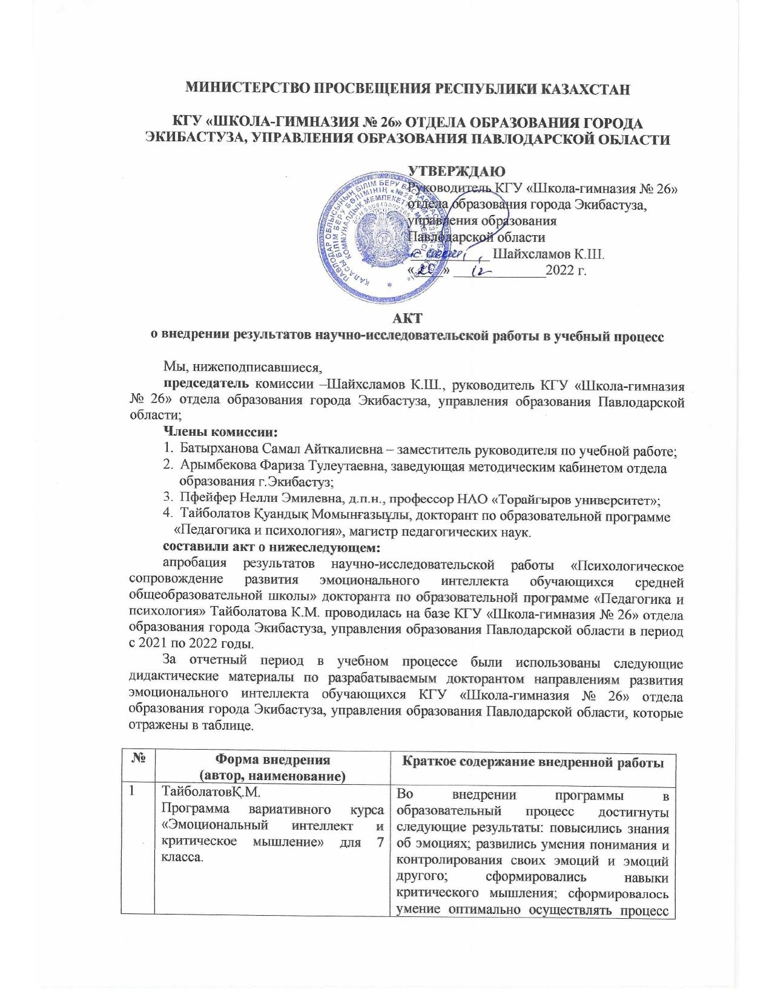 МИНИСТЕРСТВО ПРОСВЕЩЕНИЯ РЕСПУБЛИКИ КАЗАХСТАН
КГУ «ШКОЛА-ГИМНАЗИЯ № 26» ОТДЕЛА ОБРАЗОВАНИЯ ГОРОДА
ЭКИБАСТУЗА, УПРАВЛЕНИЯ ОБРАЗОВАНИЯ ПАВЛОДАРСКОЙ ОБЛАСТИ
УТВЕРЖДАЮ
Руководитель КГУ «Школа-гимназия № 26»
отдела образования города Экибастуза,
управления образования
Павлодарской области
____________ Шайхсламов К.Ш.
«20» 12 2022 г.
АКТ
о внедрении результатов научно-исследовательской работы в учебный процесс
Мы, нижеподписавшиеся,
председатель комиссии –Шайхсламов К.Ш., руководитель КГУ «Школа-гимназия
№ 26» отдела образования города Экибастуза, управления образования Павлодарской
области;
Члены комиссии:
1. Батырханова Самал Айткалиевна – заместитель руководителя по учебной работе;
2. Арымбекова Фариза Тулеутаевна, заведующая методическим кабинетом отдела
образования г.Экибастуз;
3. Пфейфер Нелли Эмилевна, д.п.н., профессор НАО «Торайгыров университет»;
4. Тайболатов Қуандық Момынғазыұлы, докторант по образовательной программе
«Педагогика и психология», магистр педагогических наук.
составили акт о нижеследующем:
апробация результатов научно-исследовательской работы «Психологическое
сопровождение развития эмоционального интеллекта обучающихся средней
общеобразовательной школы» докторанта по образовательной программе «Педагогика и
психология» Тайболатова К.М. проводилась на базе КГУ «Школа-гимназия № 26» отдела
образования города Экибастуза, управления образования Павлодарской области в период
с 2021 по 2022 годы.
За отчетный период в учебном процессе были использованы следующие
дидактические материалы по разрабатываемым докторантом направлениям развития
эмоционального интеллекта обучающихся КГУ «Школа-гимназия № 26» отдела
образования города Экибастуза, управления образования Павлодарской области, которые
отражены в таблице.
№
Форма внедрения
(автор, наименование)
Краткое содержание внедренной работы
1
ТайболатовҚ.М.
Программа вариативного курса
«Эмоциональный интеллект и
критическое мышление» для 7
класса.
Во внедрении программы в
образовательный процесс достигнуты
следующие результаты: повысились знания
об эмоциях; развились умения понимания и
контролирования своих эмоций и эмоций
другого; сформировались навыки
критического мышления; сформировалось
умение оптимально осуществлять процесс